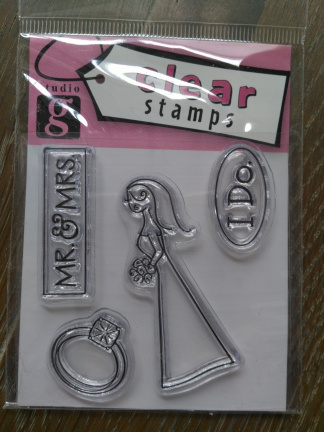 studio
g
clear
stamps
MR. & MRS.
I DO.